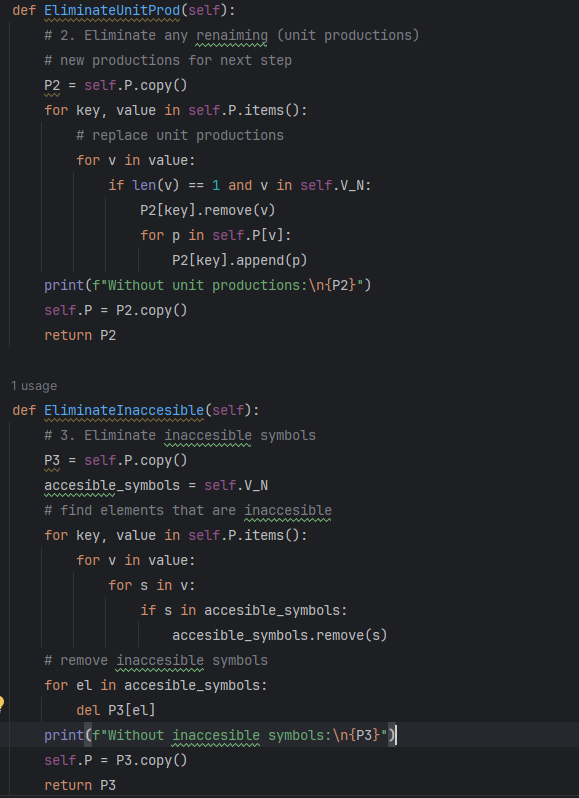 def EliminateUnitProd(self):
    # 2. Eliminate any renaiming (unit productions)
    # new productions for next step
    P2 = self.P.copy()
    for key, value in self.P.items():
        # replace unit productions
        for v in value:
            if len(v) == 1 and v in self.V_N:
                P2[key].remove(v)
                for p in self.P[v]:
                    P2[key].append(p)
    print(f"Without unit productions:\n{P2}")
    self.P = P2.copy()
    return P2
1 usage
def EliminateInaccesible(self):
    # 3. Eliminate inaccesible symbols
    P3 = self.P.copy()
    accesible_symbols = self.V_N
    # find elements that are inaccesible
    for key, value in self.P.items():
        for v in value:
            for s in v:
                if s in accesible_symbols:
                    accesible_symbols.remove(s)
    # remove inaccesible symbols
    for el in accesible_symbols:
        del P3[el]
    print(f"Without inaccesible symbols:\n{P3}")
    self.P = P3.copy()
    return P3